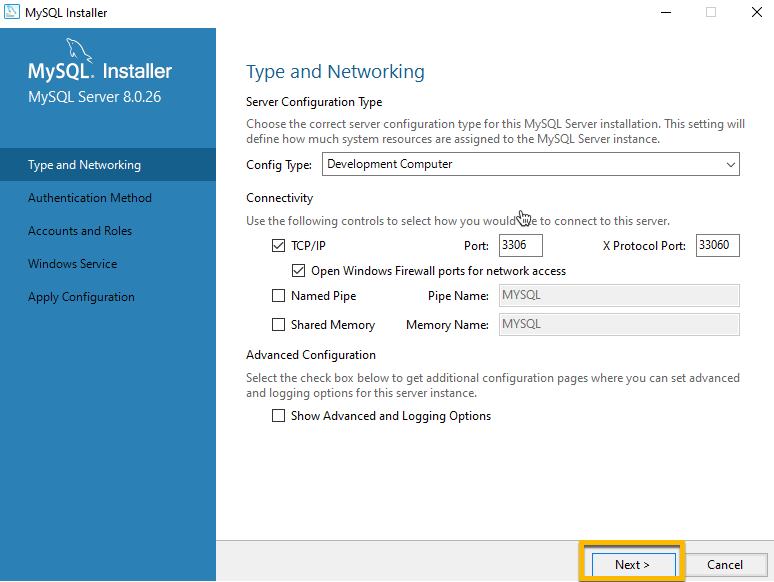 MySQL Installer
MySQL. Installer
MySQL Server 8.0.26
Type and Networking
Authentication Method
Accounts and Roles
Windows Service
Apply Configuration
Type and Networking
Server Configuration Type
Choose the correct server configuration type for this MySQL Server installation. This setting will
define how much system resources are assigned to the MySQL Server instance.
Config Type: Development Computer
Connectivity
Use the following controls to select how you would to connect to this server.
TCP/IP Port: 3306 X Protocol Port: 33060
Open Windows Firewall ports for network access
Named Pipe Pipe Name: MYSQL
Shared Memory Memory Name: MYSQL
Advanced Configuration
Select the check box below to get additional configuration pages where you can set advanced
and logging options for this server instance.
Show Advanced and Logging Options
Next > Cancel